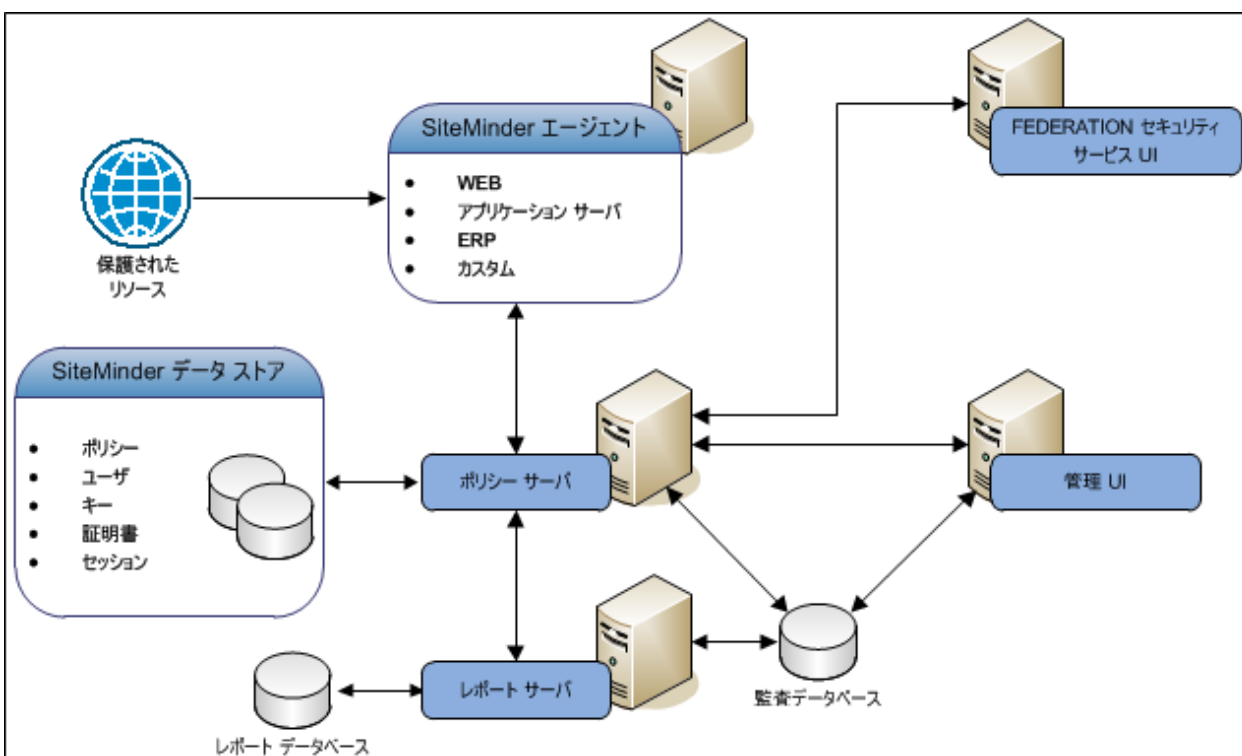 SiteMinder エージェント
• WEB
• アプリケーション サーバ
• ERP
• カスタム
FEDERATION セキュリティ
サービス UI
保護された
リソース
SiteMinder データ ストア
• ポリシー
• ユーザ
• キー
• 証明書
• セッション
ポリシー サーバ
管理 UI
レポート サーバ
監査データベース
レポート データベース